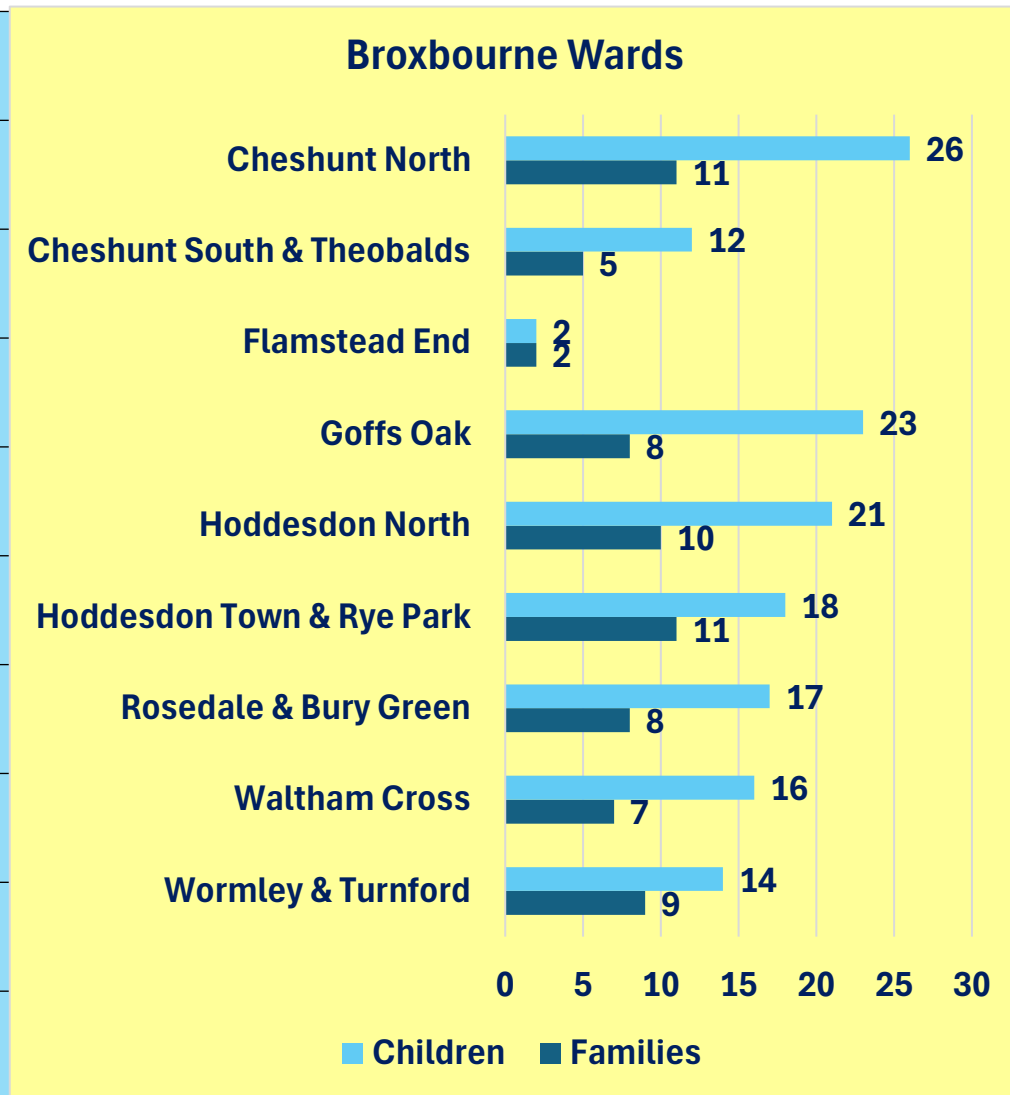 Broxbourne Wards
Cheshunt North
26
11
Cheshunt South & Theobalds
12
5
Flamstead End
2
2
Goffs Oak
23
8
Hoddesdon North
21
10
Hoddesdon Town & Rye Park
18
11
Rosedale & Bury Green
17
8
Waltham Cross
16
7
Wormley & Turnford
14
9
0 5 10 15 20 25 30
Children Families